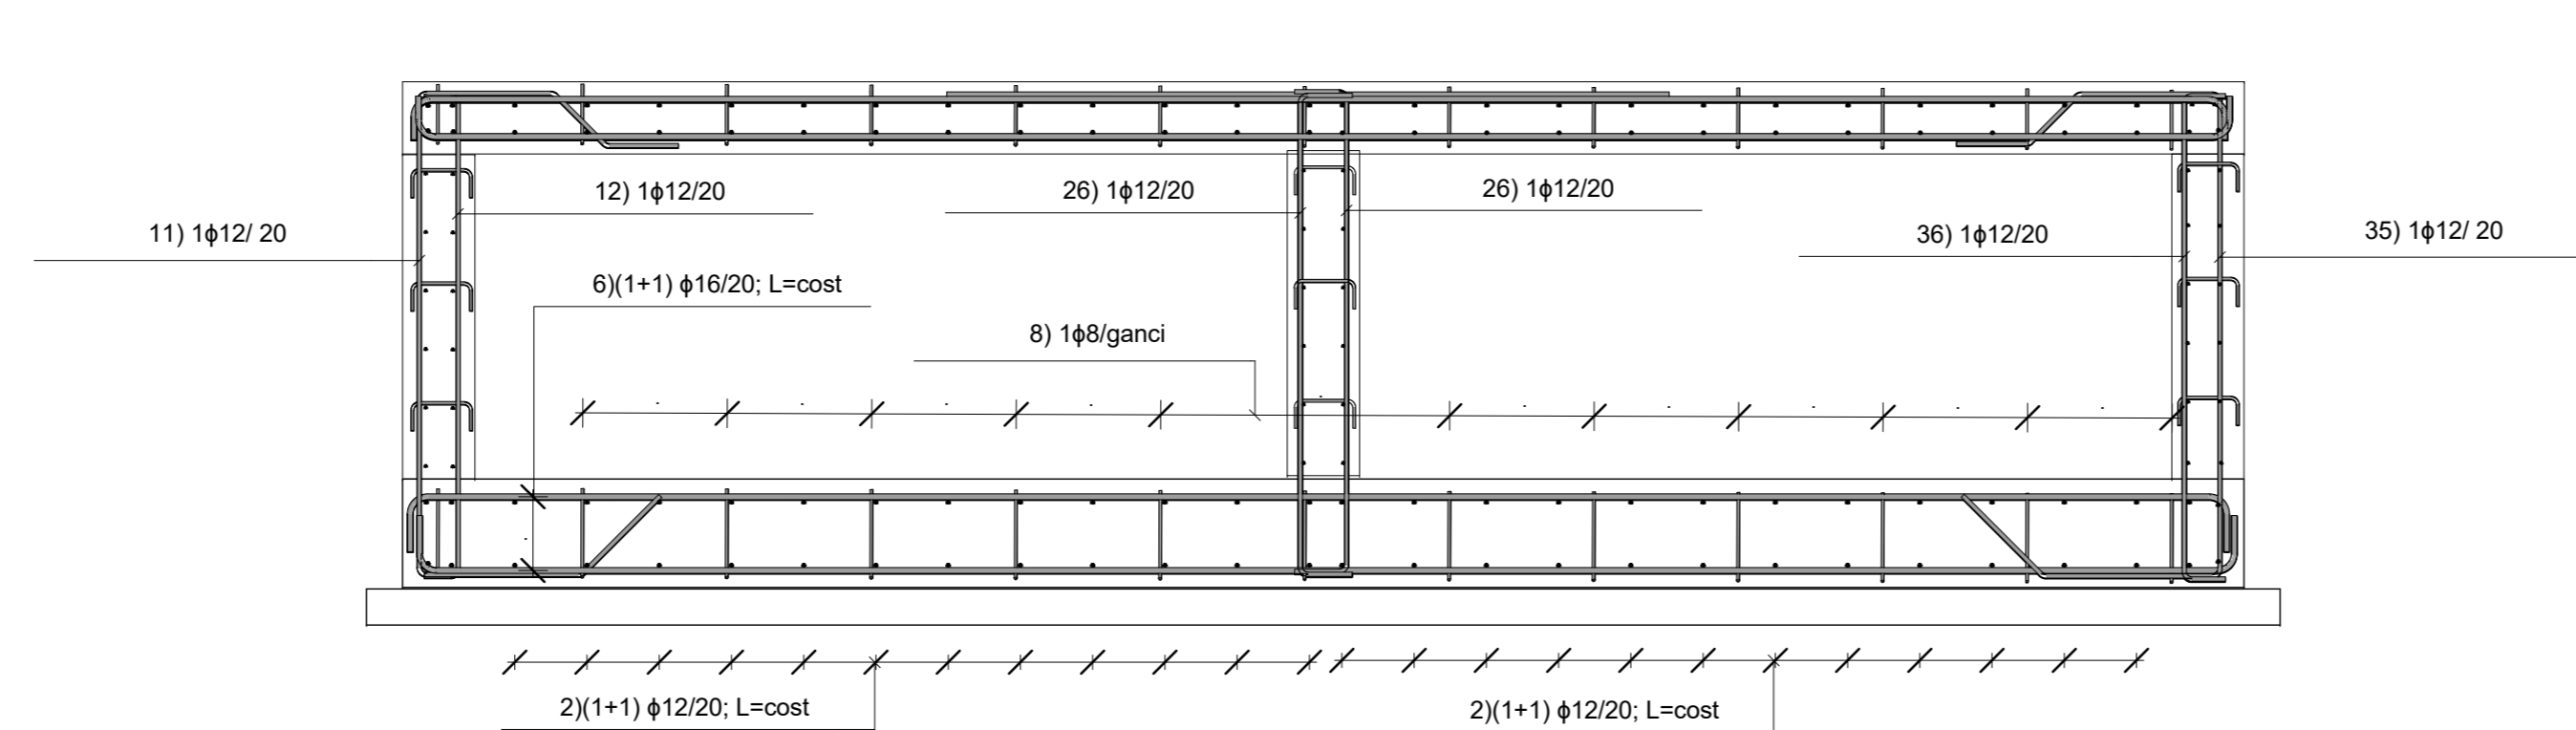 12) 1ϕ12/20
26) 1ϕ12/20
26) 1ϕ12/20
11) 1ϕ12/ 20
36) 1ϕ12/20
35) 1ϕ12/ 20
6)(1+1) ϕ16/20; L=cost
8) 1ϕ8/ganci
2)(1+1) ϕ12/20; L=cost
2)(1+1) ϕ12/20; L=cost